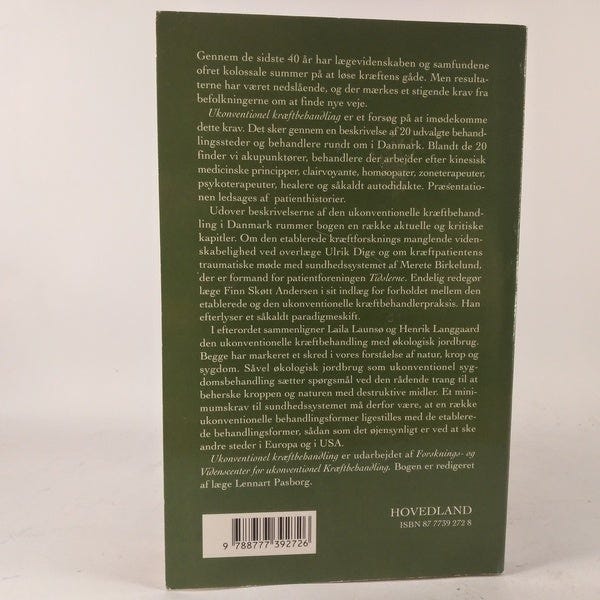 Gennem de sidste 40 år har lægevidenskaben og samfundene
ofret kolossale summer på at løse kræftens gåde. Men resulta-
terne har været nedslående, og der mærkes et stigende krav fra
befolkningerne om at finde nye veje.
Ukonventionel kræftbehandling er et forsøg på at imødekomme
dette krav. Det sker gennem en beskrivelse af 20 udvalgte behand-
lingssteder og behandlere rundt om i Danmark. Blandt de 20
finder vi akupunktører, behandlere der arbejder efter kinesisk
medicinske principper, clairvoyante, homøopater, zoneterapeuter,
psykoterapeuter, healere og såkaldt autodidakte. Præsentatio-
nen ledsages af patienthistorier.
Udover beskrivelserne af den ukonventionelle kræftbehand-
ling i Danmark rummer bogen en række aktuelle og kritiske
kapitler. Om den etablerede kræftforsknings manglende viden-
skabelighed ved overlæge Ulrik Dige og om kræftpatientens
traumatiske møde med sundhedssystemet af Merete Birkelund,
der er formand for patientforeningen Tidslerne. Endelig redegør
læge Finn Skøtt Andersen i sit indlæg for forholdet mellem den
etablerede og den ukonventionelle kræftbehandlerpraksis. Han
efterlyser et såkaldt paradigmeskift.
I efterordet sammenligner Laila Launsø og Henrik Langgaard
den ukonventionelle kræftbehandling med økologisk jordbrug.
Begge har markeret et skred i vores forståelse af natur, krop og
sygdom. Såvel økologisk jordbrug som ukonventionel syg-
domsbehandling sætter spørgsmål ved den rådende trang til at
beherske kroppen og naturen med destruktive midler. Et mini-
mumskrav til sundhedssystemet må derfor være, at en række
ukonventionelle behandlingsformer ligestilles med de etablere-
de behandlingsformer, sådan som det øjensynligt er ved at ske
andre steder i Europa og i USA.
Ukonventionel kræftbehandling er udarbejdet af Forsknings- og
Videnscenter for ukonventionel Kræftbehandling. Bogen er redigeret
af læge Lennart Pasborg.
HOVEDLAND
ISBN 87 7739 272 8
9 788777 392726